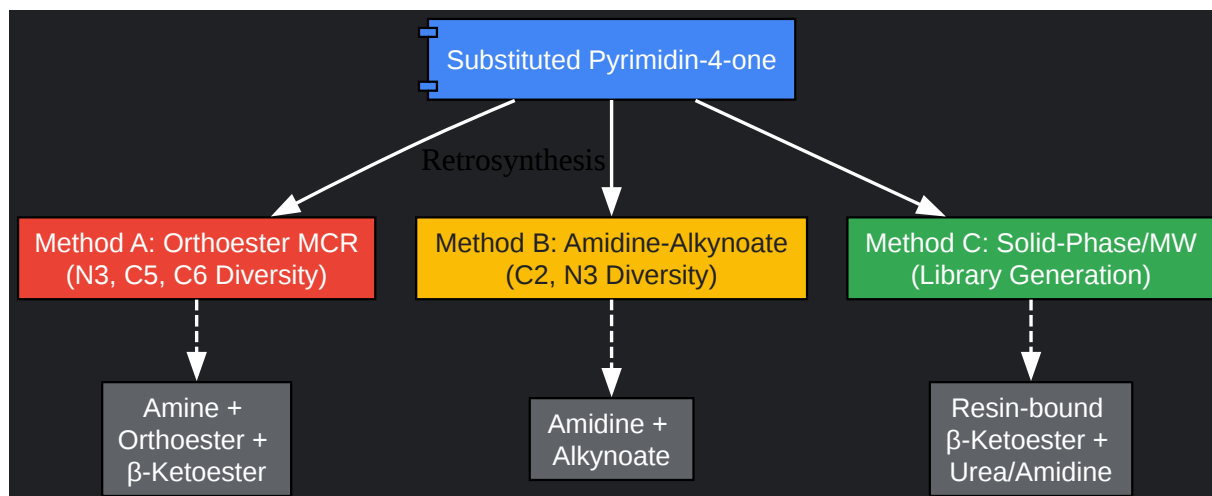 Substituted Pyrimidin-4-one
Retrosynthesis
Method A: Orthoester MCR
(N3, C5, C6 Diversity)
Method B: Amidine-Alkynoate
(C2, N3 Diversity)
Method C: Solid-Phase/MW
(Library Generation)
Amine +
Orthoester +
β-Ketoester
Amidine +
Alkynoate
Resin-bound
β-Ketoester +
Urea/Amidine